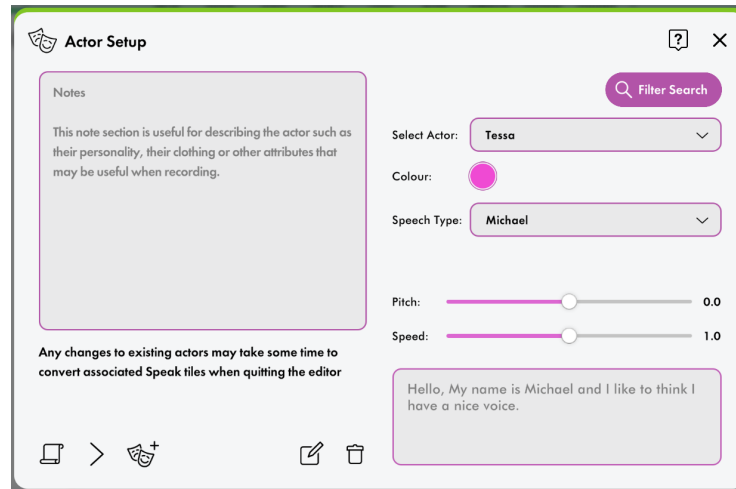 Actor Setup
?
Notes
This note section is useful for describing the actor such as
their personality, their clothing or other attributes that
may be useful when recording.
Any changes to existing actors may take some time to
convert associated Speak tiles when quitting the editor
Filter Search
Select Actor: Tessa
Colour:
Speech Type: Michael
Pitch: 0.0
Speed: 1.0
Hello, My name is Michael and I like to think I
have a nice voice.